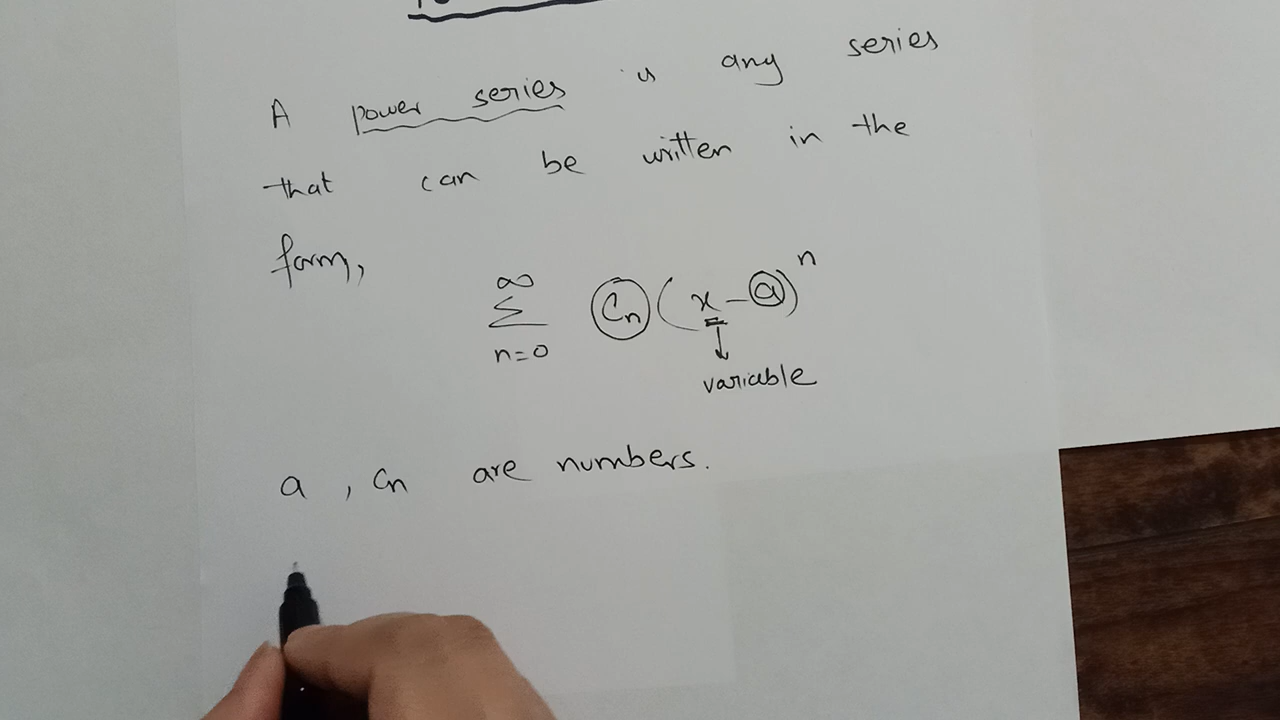 A power series is any series
that can be written in the
form,
∞
Σ Cn (x - a)^n
n=0
variable
a , Cn are numbers.